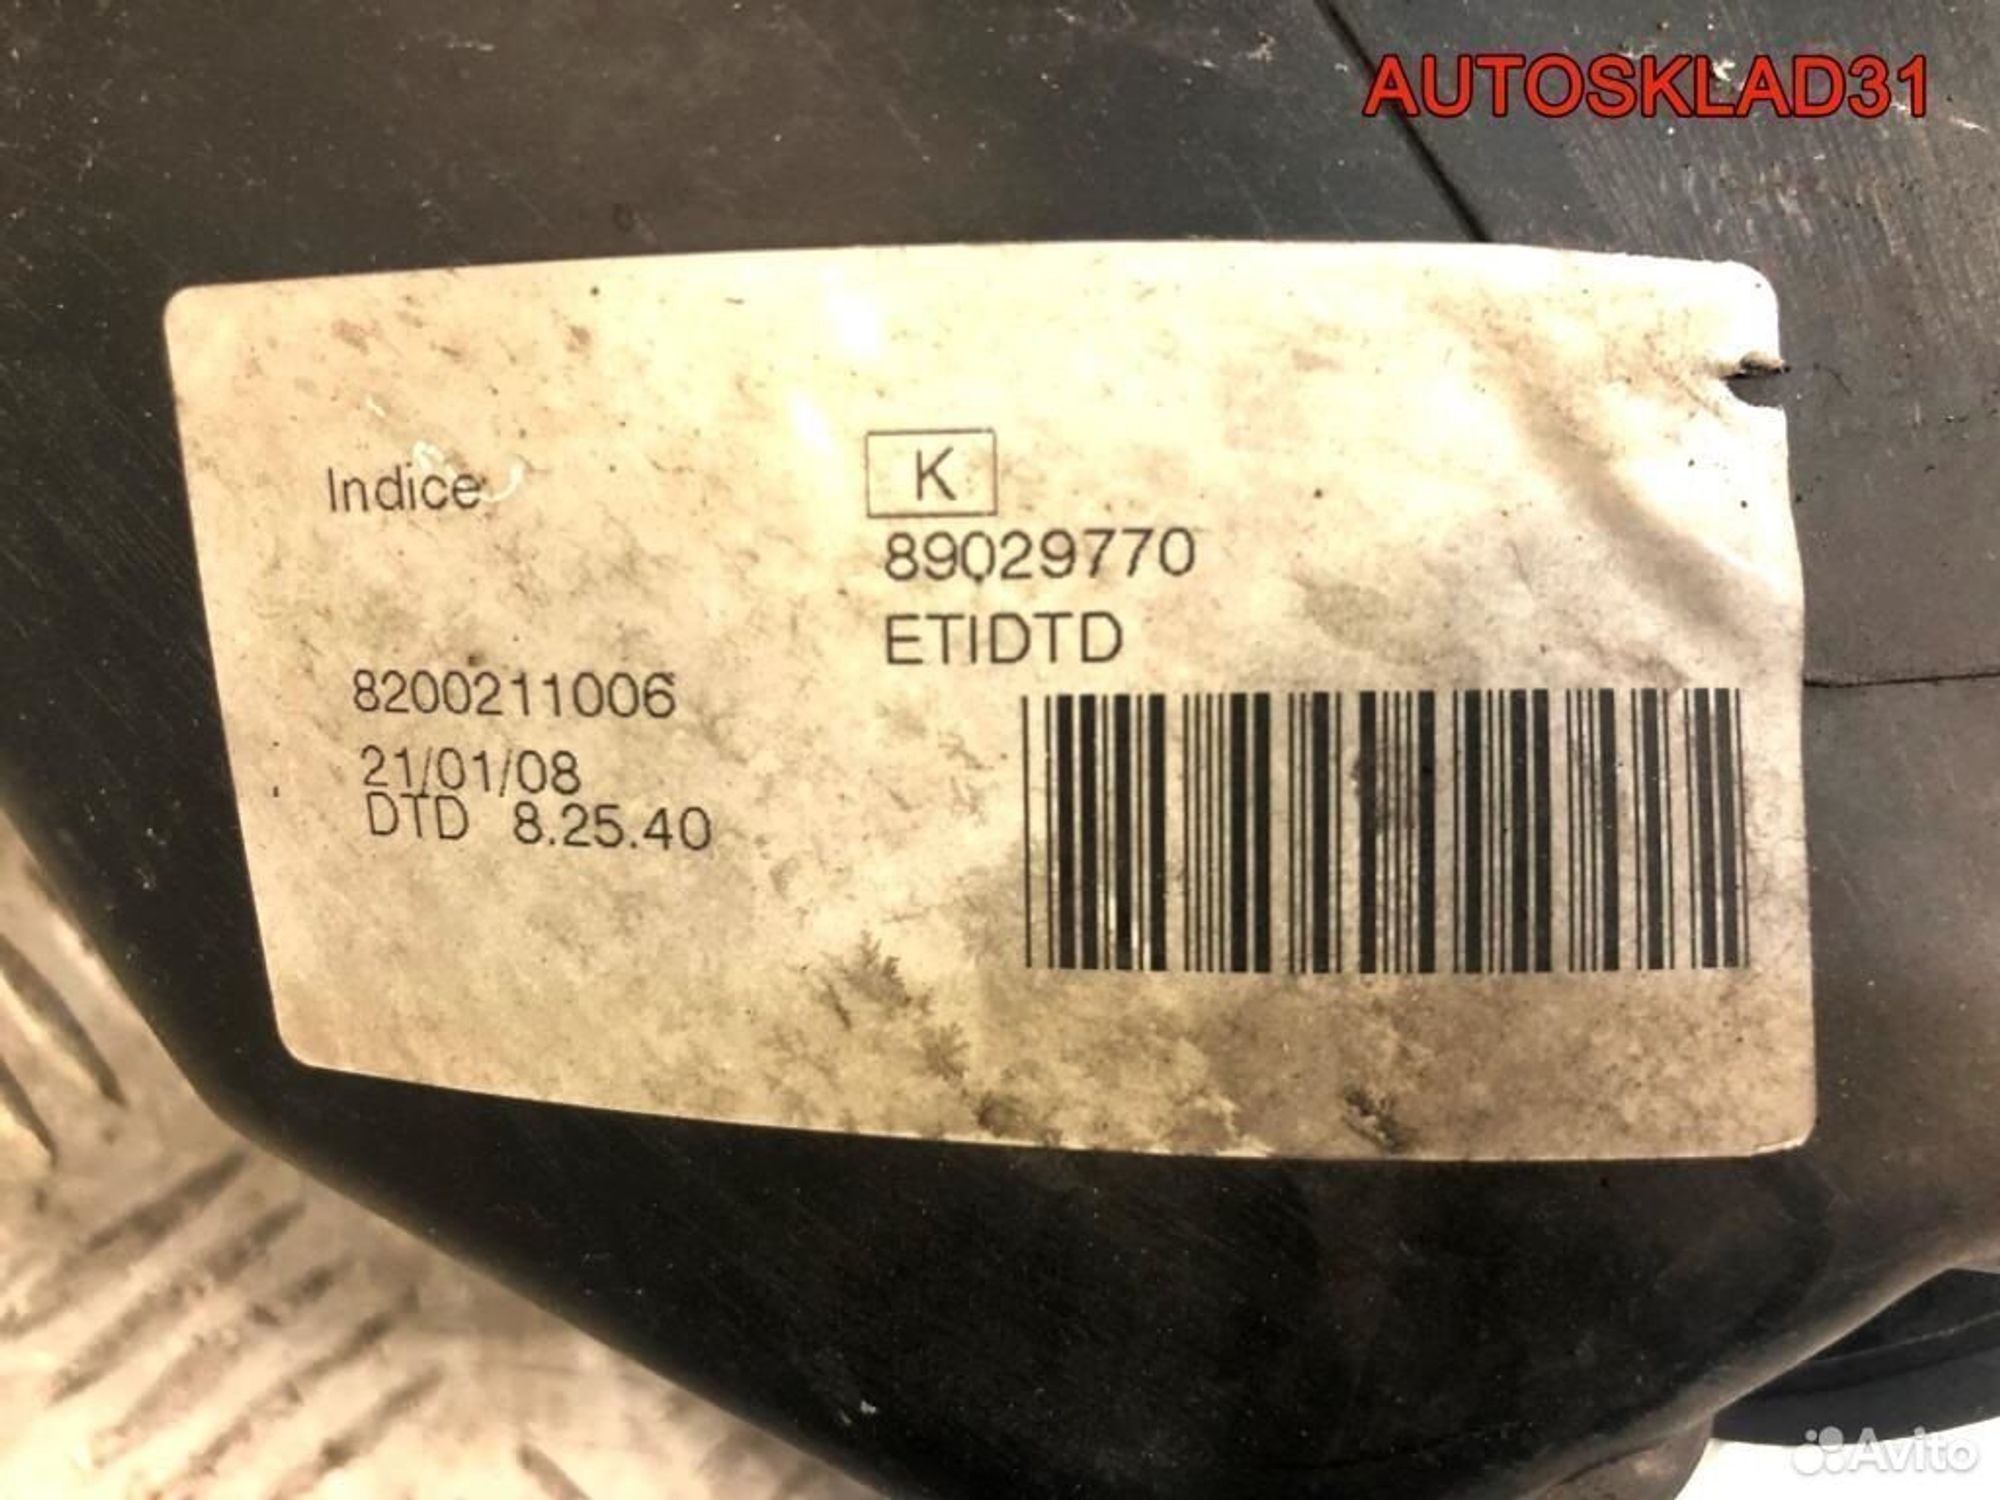 AUTOSKLAD31
Indice K
89029770
ETIDTD
8200211006
21/01/08
DTD 8.25.40
Avito